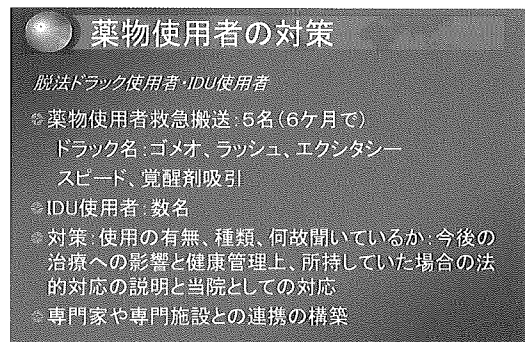 薬物使用者の対策
脱法ドラック使用者・IDU使用者
薬物使用者救急搬送:5名(6ケ月で)
ドラック名:ゴメオ、ラッシュ、エクシタシー
スピード、覚醒剤吸引
IDU使用者:数名
対策:使用の有無、種類、何故聞いているか:今後の
治療への影響と健康管理上、所持していた場合の法
的対応の説明と当院としての対応
専門家や専門施設との連携の構築